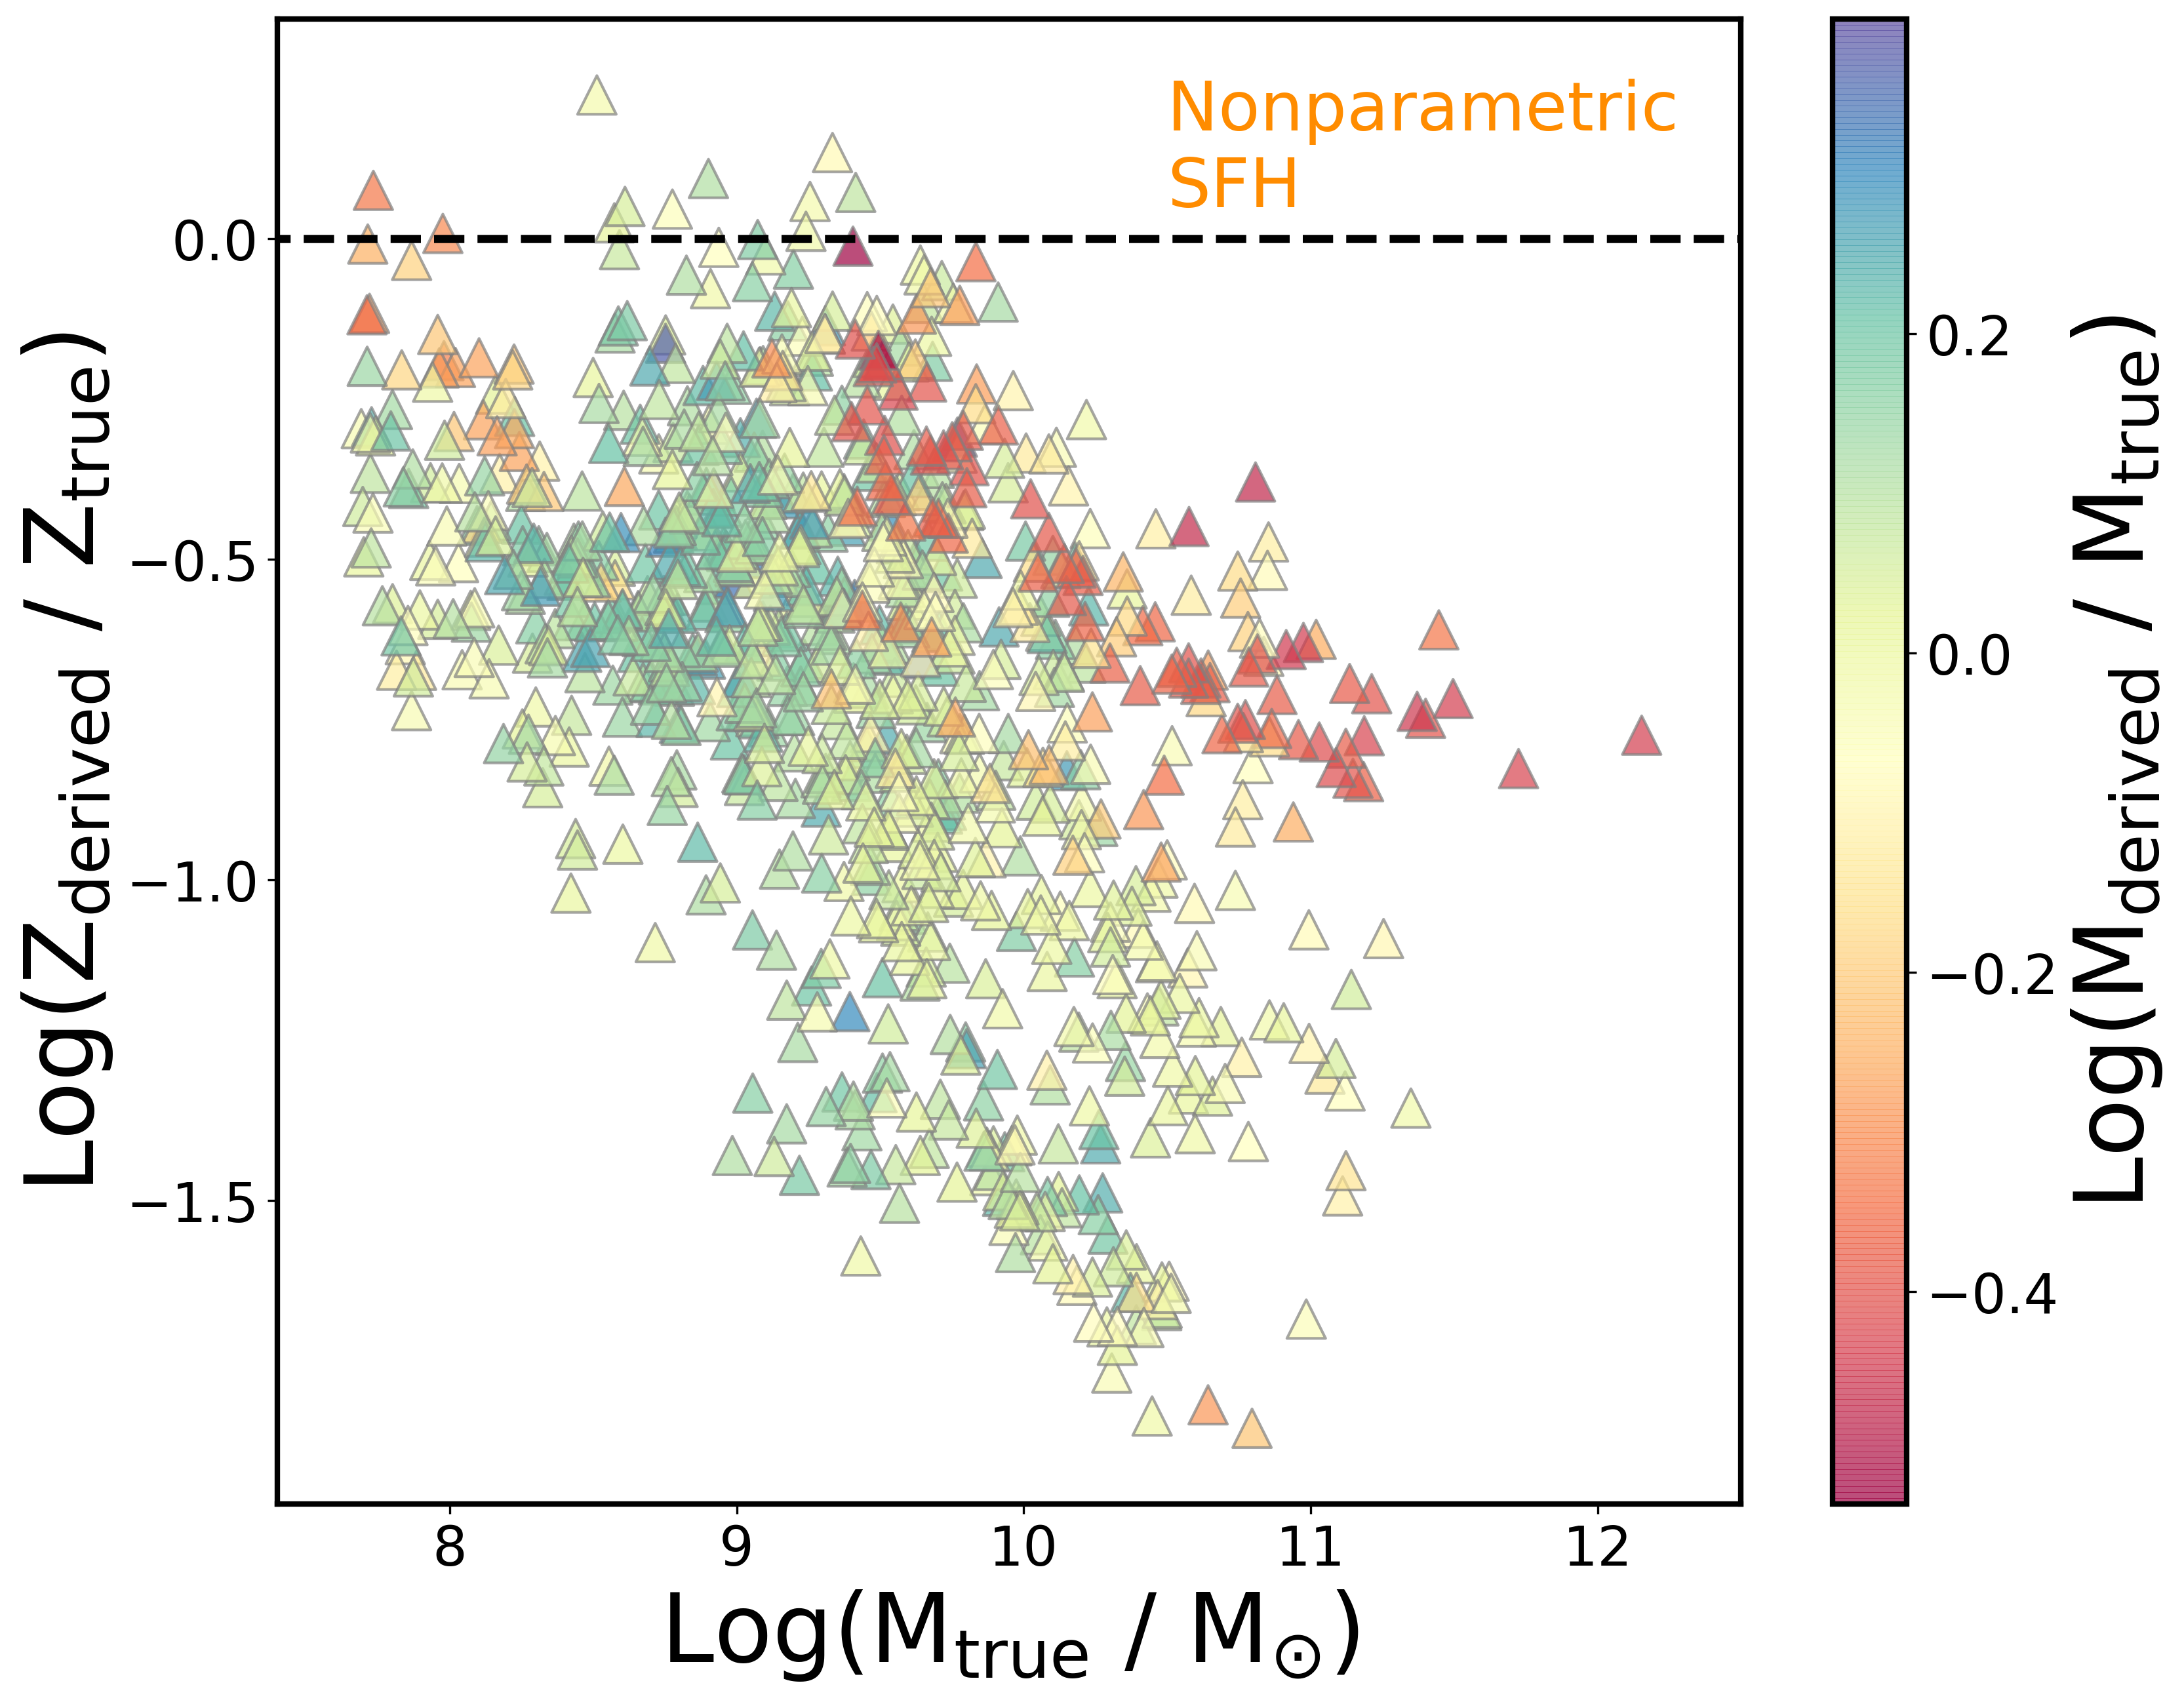 Nonparametric
SFH
0.0
−0.5
−1.0
−1.5
Log(Z_derived / Z_true)
8 9 10 11 12
Log(M_true / M_⊙)
0.2
0.0
−0.2
−0.4
Log(M_derived / M_true)